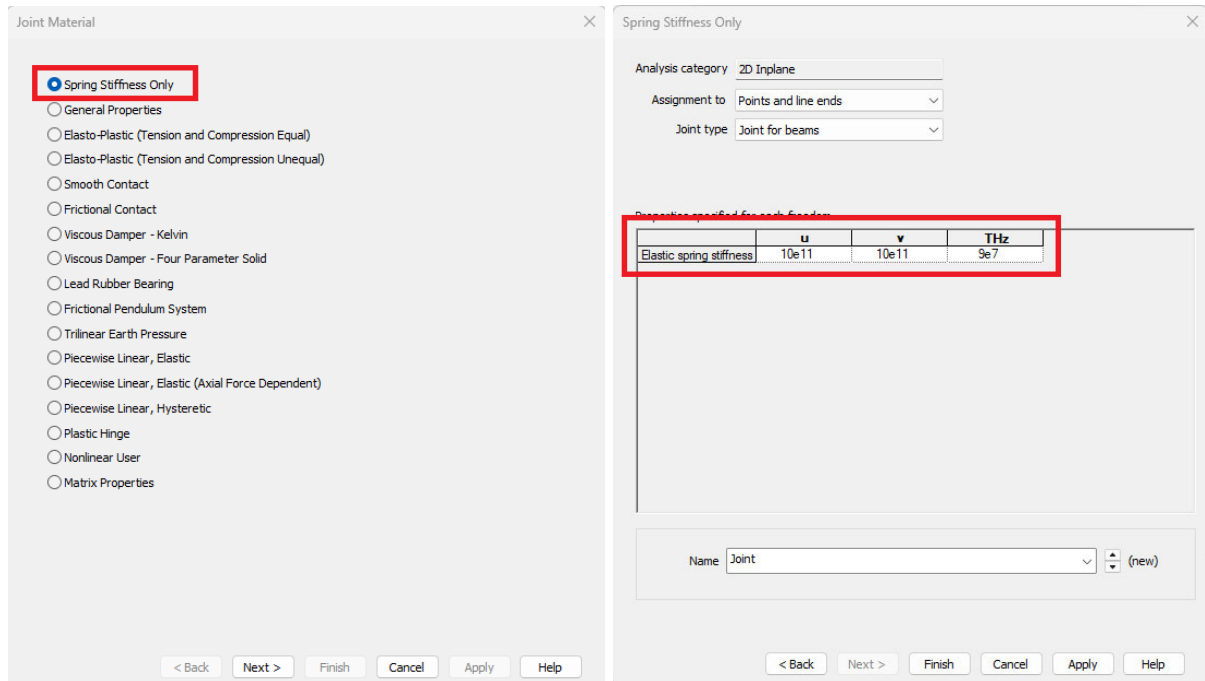 Joint Material
Spring Stiffness Only
General Properties
Elasto-Plastic (Tension and Compression Equal)
Elasto-Plastic (Tension and Compression Unequal)
Smooth Contact
Frictional Contact
Viscous Damper - Kelvin
Viscous Damper - Four Parameter Solid
Lead Rubber Bearing
Frictional Pendulum System
Trilinear Earth Pressure
Piecewise Linear, Elastic
Piecewise Linear, Elastic (Axial Force Dependent)
Piecewise Linear, Hysteretic
Plastic Hinge
Nonlinear User
Matrix Properties
< Back Next > Finish Cancel Apply Help
Spring Stiffness Only
Analysis category 2D Inplane
Assignment to Points and line ends
Joint type Joint for beams
Properties specified for each freedom
u v THz
Elastic spring stiffness 10e11 10e11 9e7
Name Joint (new)
< Back Next > Finish Cancel Apply Help